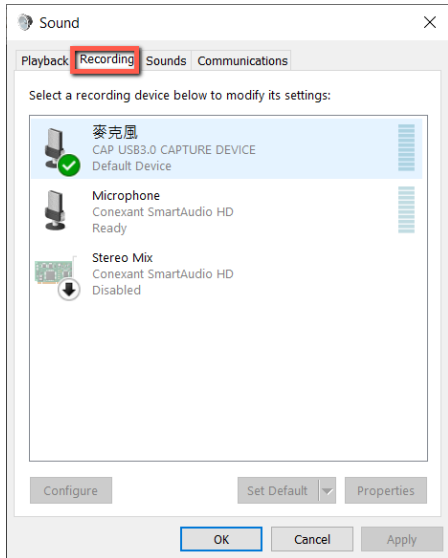 Sound
Playback Recording Sounds Communications
Select a recording device below to modify its settings:
麥克風
CAP USB3.0 CAPTURE DEVICE
Default Device
Microphone
Conexant SmartAudio HD
Ready
Stereo Mix
Conexant SmartAudio HD
Disabled
Configure Set Default Properties
OK Cancel Apply